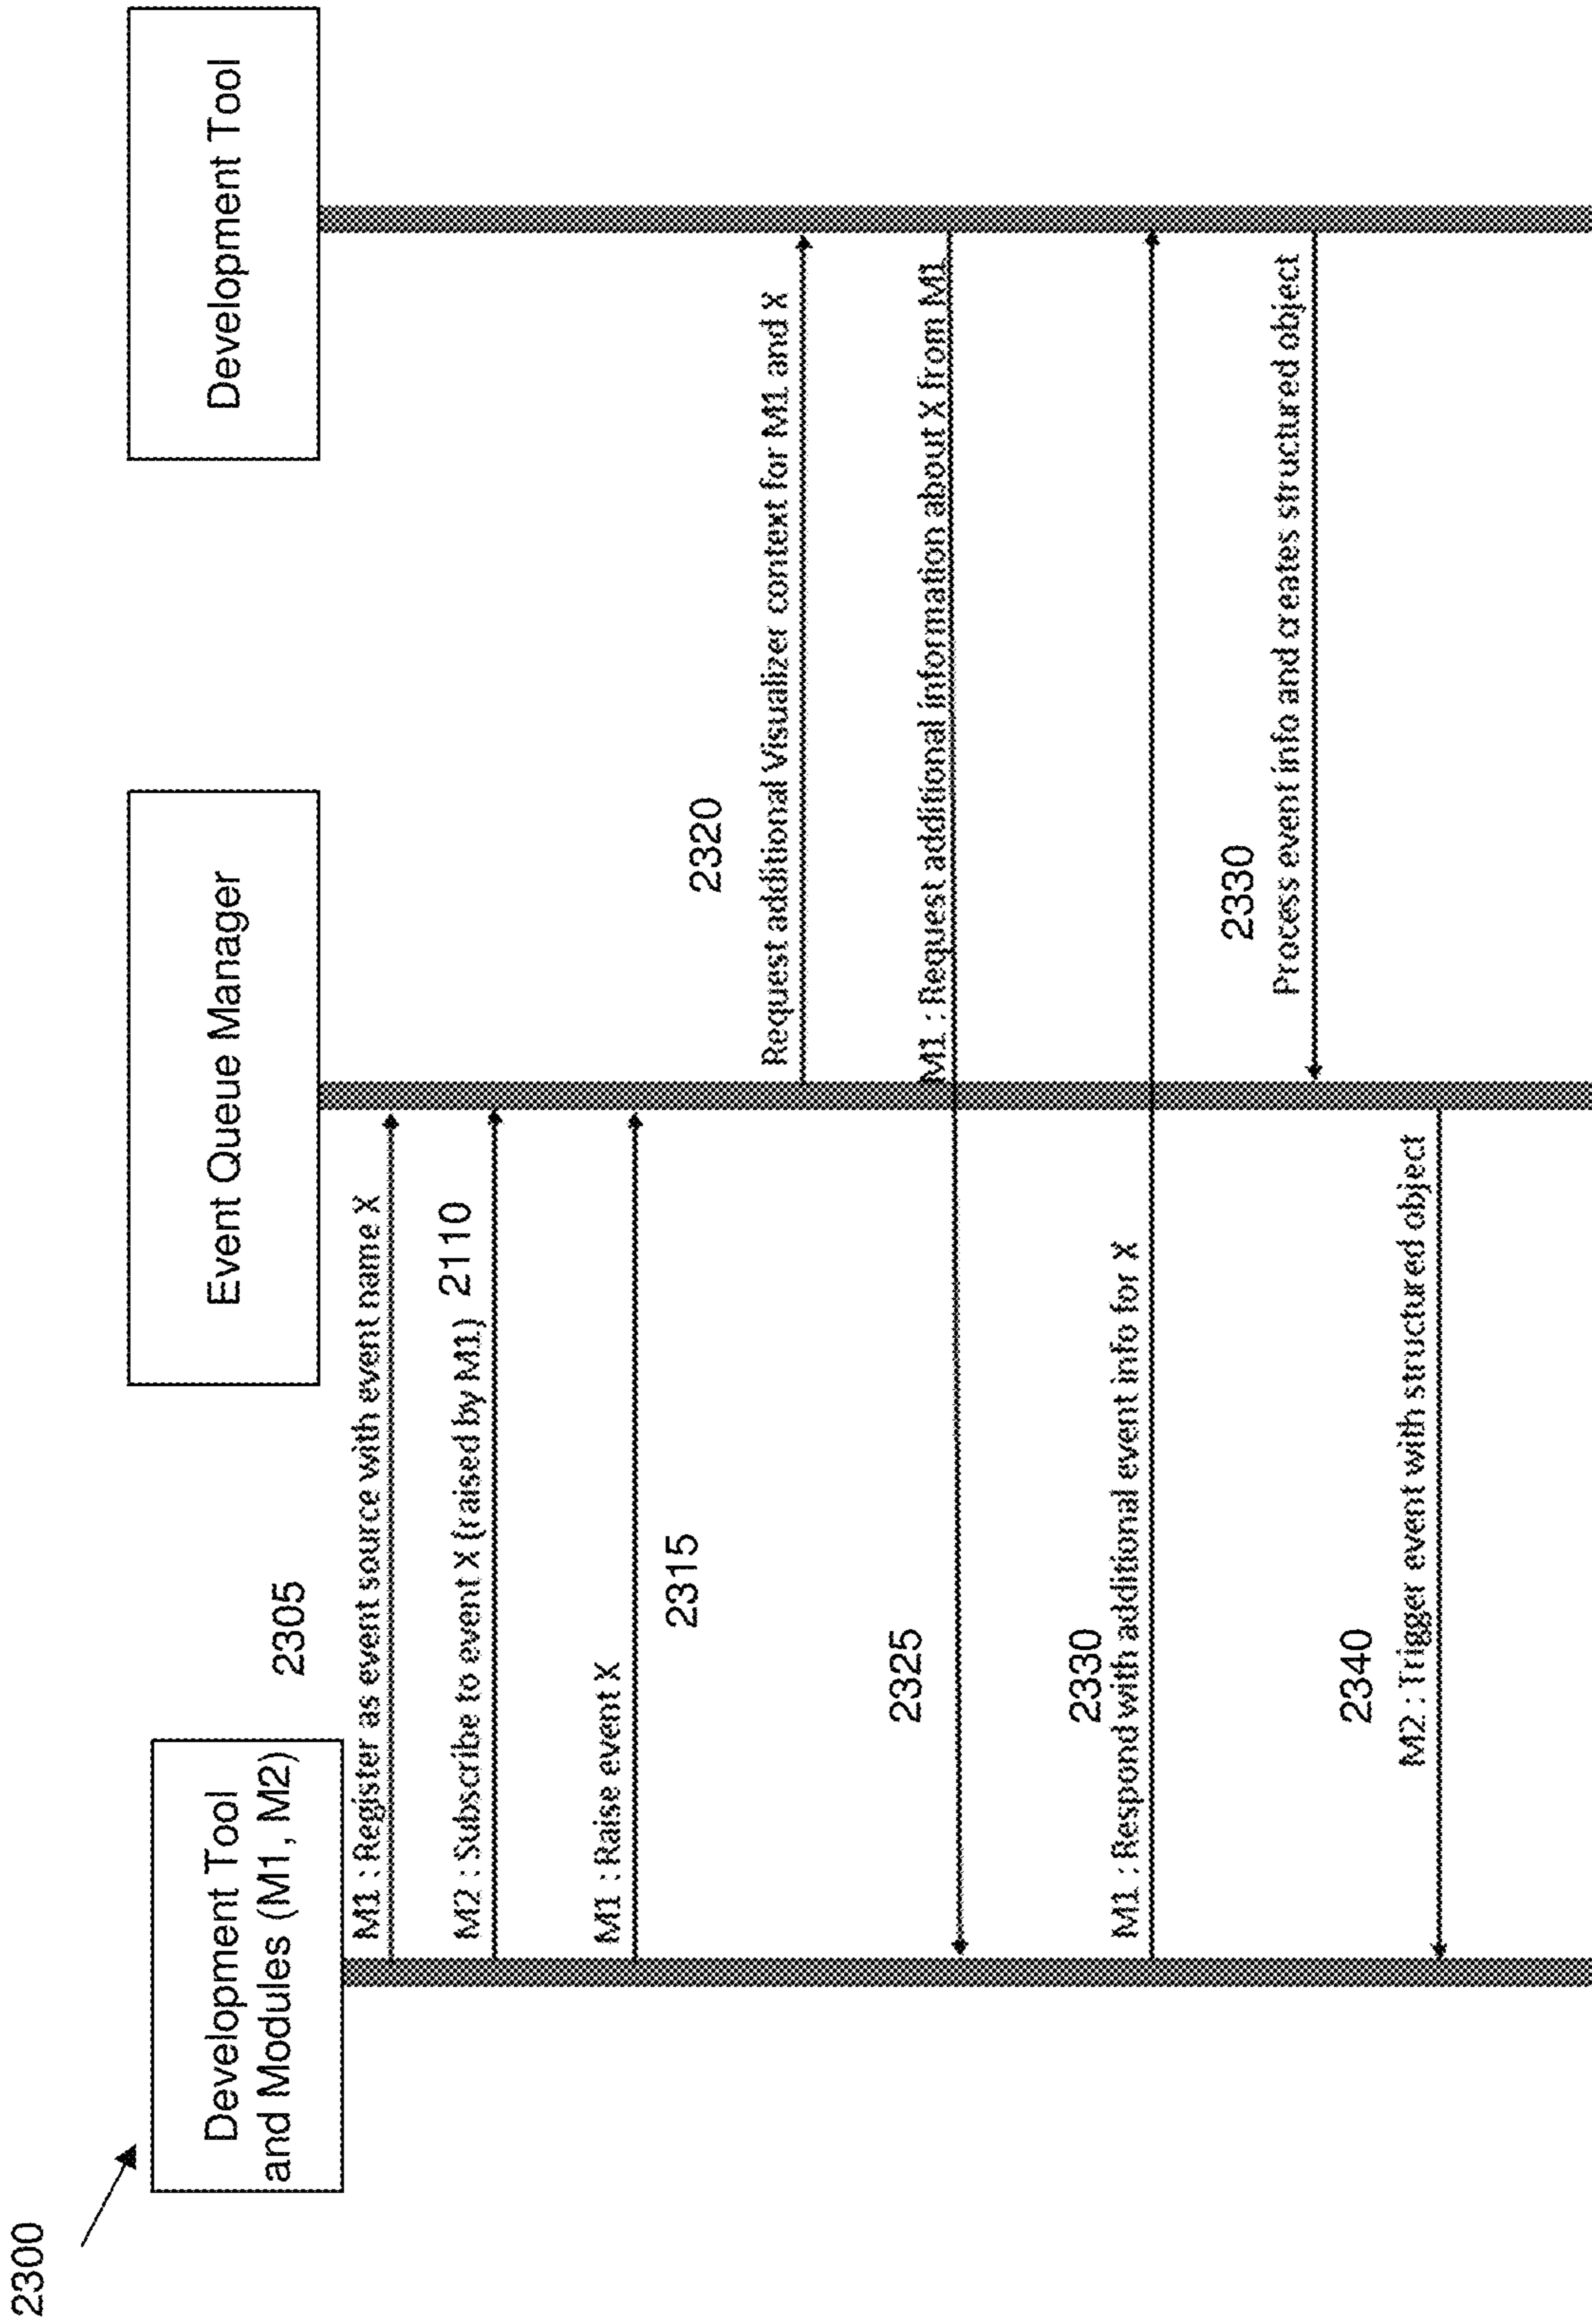 2300
Development Tool
and Modules (M1, M2)
Event Queue Manager
Development Tool
2305
M1 : Register as event source with event name X
M2 : Subscribe to event X (raised by M1) 2110
M1 : Raise event X
2315
2320
Request additional Visualizer context for M1 and X
M1 : Request additional information about X from M1
2325
2330
M1 : Respond with additional event info for X
2330
Process event info and creates structured object
2340
M2 : Trigger event with structured object